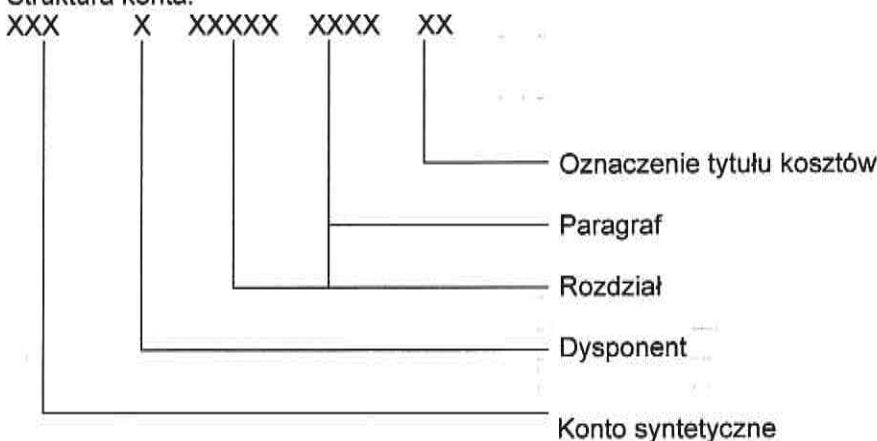 Struktura konta:
XXX X XXXXX XXXX XX
Oznaczenie tytułu kosztów
Paragraf
Rozdział
Dysponent
Konto syntetyczne